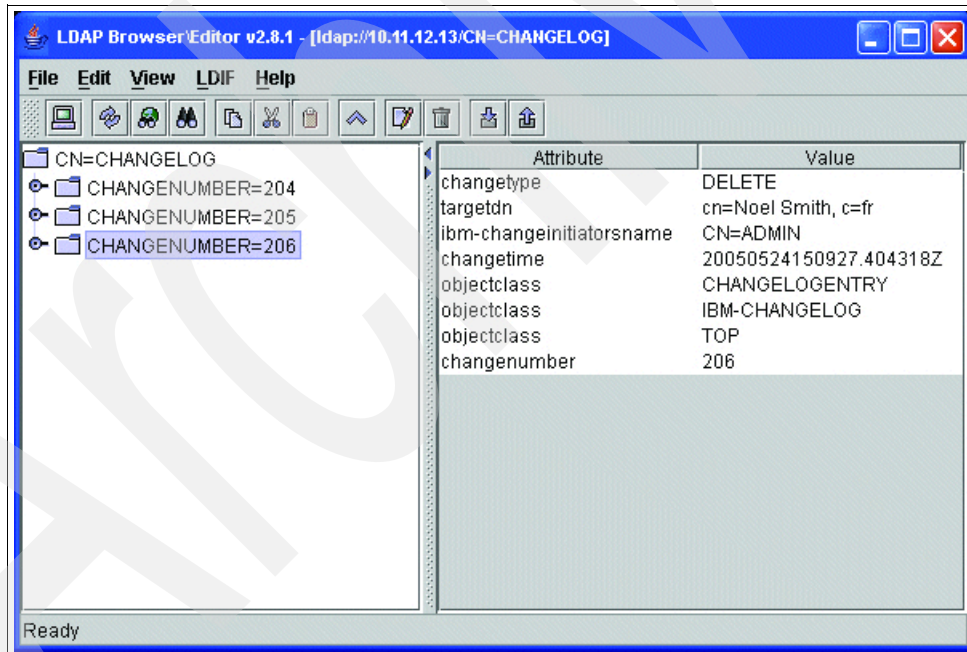 LDAP Browser\Editor v2.8.1 - [ldap://10.11.12.13/CN=CHANGELOG]
File Edit View LDIF Help
CN=CHANGELOG
CHANGENUMBER=204
CHANGENUMBER=205
CHANGENUMBER=206
Attribute Value
changetype DELETE
targetdn cn=Noel Smith, c=fr
ibm-changeinitiatorsname CN=ADMIN
changetime 20050524150927.404318Z
objectclass CHANGELOGENTRY
objectclass IBM-CHANGELOG
objectclass TOP
changenumber 206
Ready